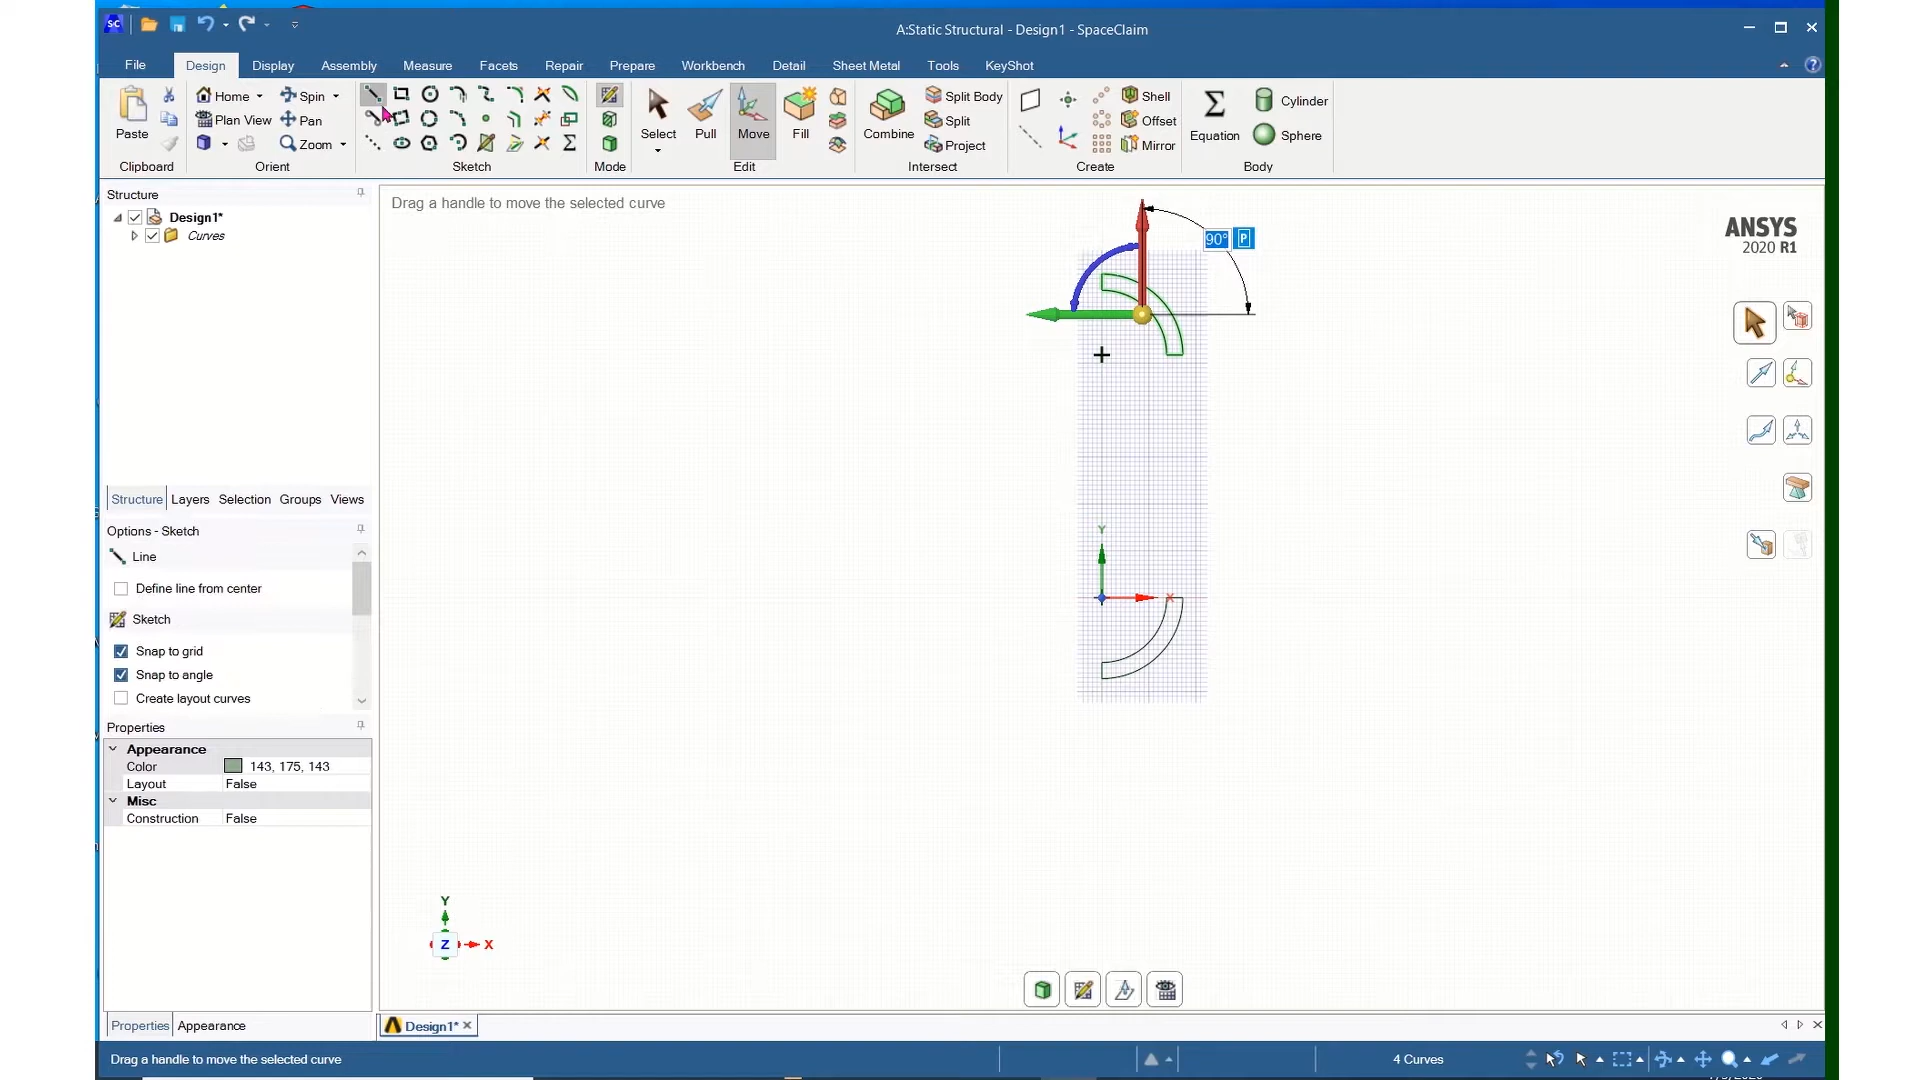 A:Static Structural - Design1 - SpaceClaim
File Design Display Assembly Measure Facets Repair Prepare Workbench Detail Sheet Metal Tools KeyShot
Home Spin Split Body Shell Cylinder
Plan View Pan Split Offset
Paste Select Pull Move Fill Combine Equation Sphere
Zoom Project Mirror
Clipboard Orient Sketch Mode Edit Intersect Create Body
Structure
Design1*
Curves
Structure Layers Selection Groups Views
Options - Sketch
Line
Define line from center
Sketch
Snap to grid
Snap to angle
Create layout curves
Properties
Appearance
Color 143, 175, 143
Layout False
Misc
Construction False
Properties Appearance
Drag a handle to move the selected curve
90° P
ANSYS
2020 R1
Y
X
Y
Z X
Design1*
Drag a handle to move the selected curve
4 Curves